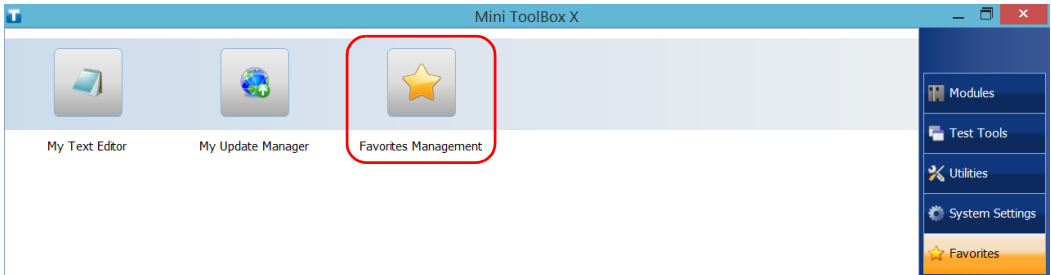 Mini ToolBox X
My Text Editor
My Update Manager
Favorites Management
Modules
Test Tools
Utilities
System Settings
Favorites